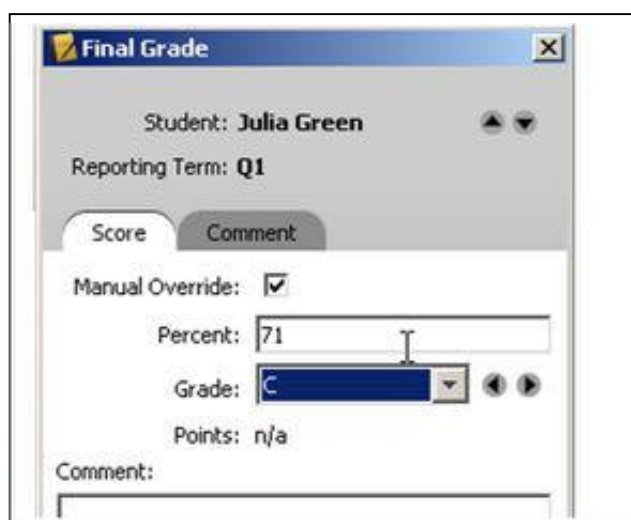 Final Grade
Student: Julia Green
Reporting Term: Q1
Score Comment
Manual Override:
Percent: 71
Grade: C
Points: n/a
Comment: